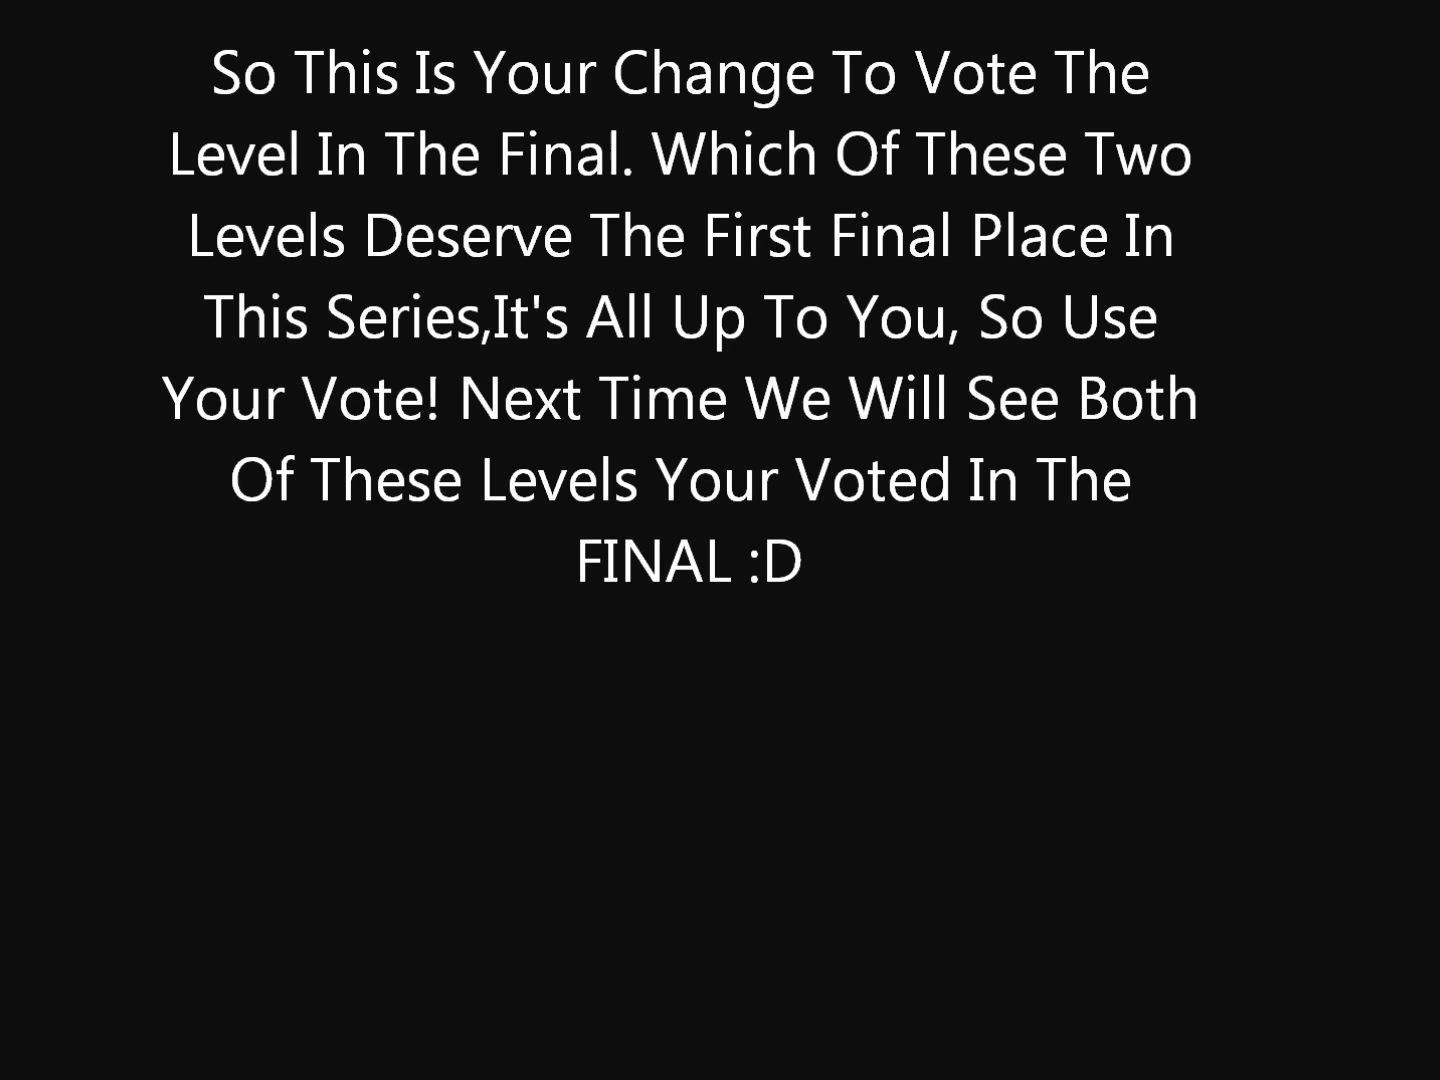 So This Is Your Change To Vote The
Level In The Final. Which Of These Two
Levels Deserve The First Final Place In
This Series,It's All Up To You, So Use
Your Vote! Next Time We Will See Both
Of These Levels Your Voted In The
FINAL :D